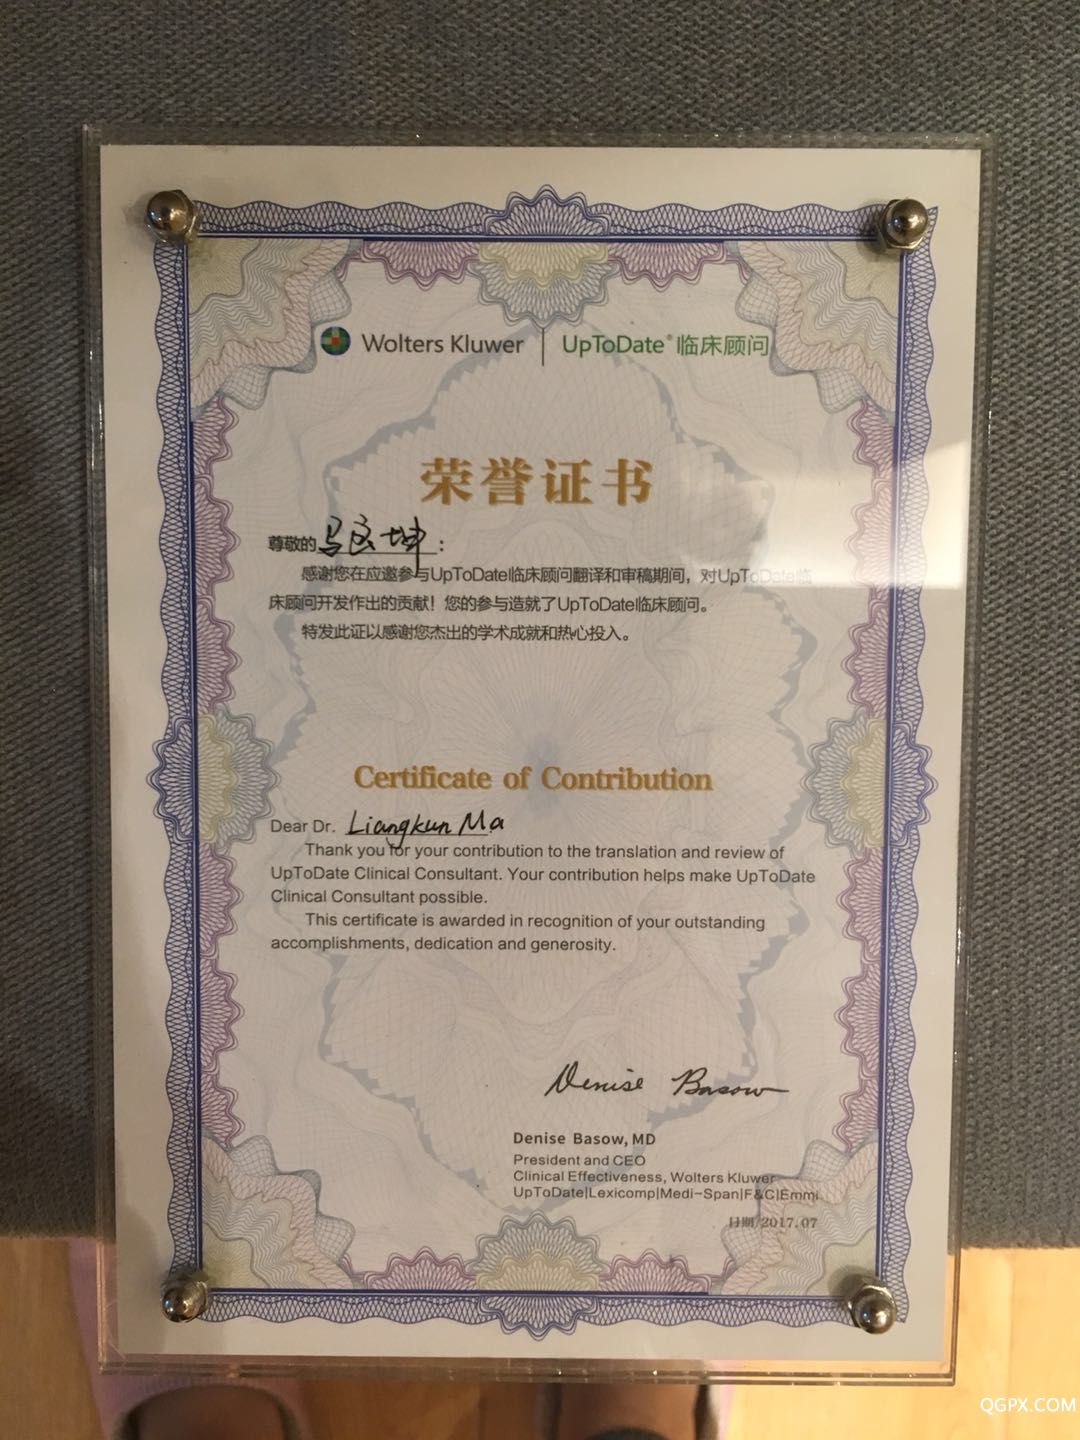 Wolters Kluwer | UpToDate® 临床顾问
荣誉证书
尊敬的 马良坤 :
感谢您在应邀参与UpToDate临床顾问翻译和审稿期间，对UpToDate临
床顾问开发作出的贡献！您的参与造就了UpToDate临床顾问。
特发此证以感谢您杰出的学术成就和热心投入。
Certificate of Contribution
Dear Dr. Liangkun Ma
Thank you for your contribution to the translation and review of
UpToDate Clinical Consultant. Your contribution helps make UpToDate
Clinical Consultant possible.
This certificate is awarded in recognition of your outstanding
accomplishments, dedication and generosity.
Denise Basow
Denise Basow, MD
President and CEO
Clinical Effectiveness, Wolters Kluwer
UpToDate|Lexicomp|Medi-Span|F&C|Emmi
日期/2017.07
QGPX.COM